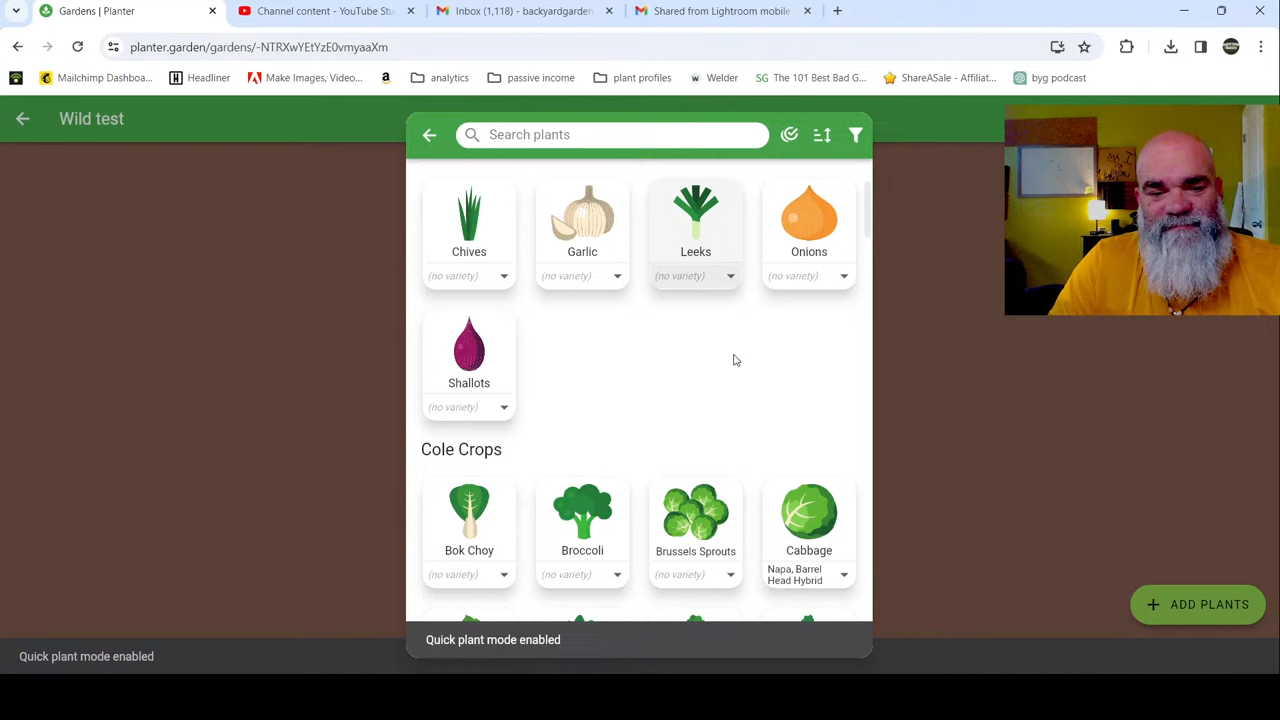 Gardens | Planter
Channel content - YouTube Stu
Inbox (1,118) - backyardgarden
Shared from Lightroom mobile
planter.garden/gardens/-NTRXwYEtYzE0vmyaaXm
Mailchimp Dashboa...
Headliner
Make Images, Video...
analytics
passive income
plant profiles
Welder
SG The 101 Best Bad G...
ShareASale - Affiliat...
byg podcast
Wild test
Search plants
Chives
Garlic
Leeks
Onions
(no variety)
(no variety)
(no variety)
(no variety)
Shallots
(no variety)
Cole Crops
Bok Choy
Broccoli
Brussels Sprouts
Cabbage
(no variety)
(no variety)
(no variety)
Napa, Barrel
Head Hybrid
+ ADD PLANTS
Quick plant mode enabled
Quick plant mode enabled